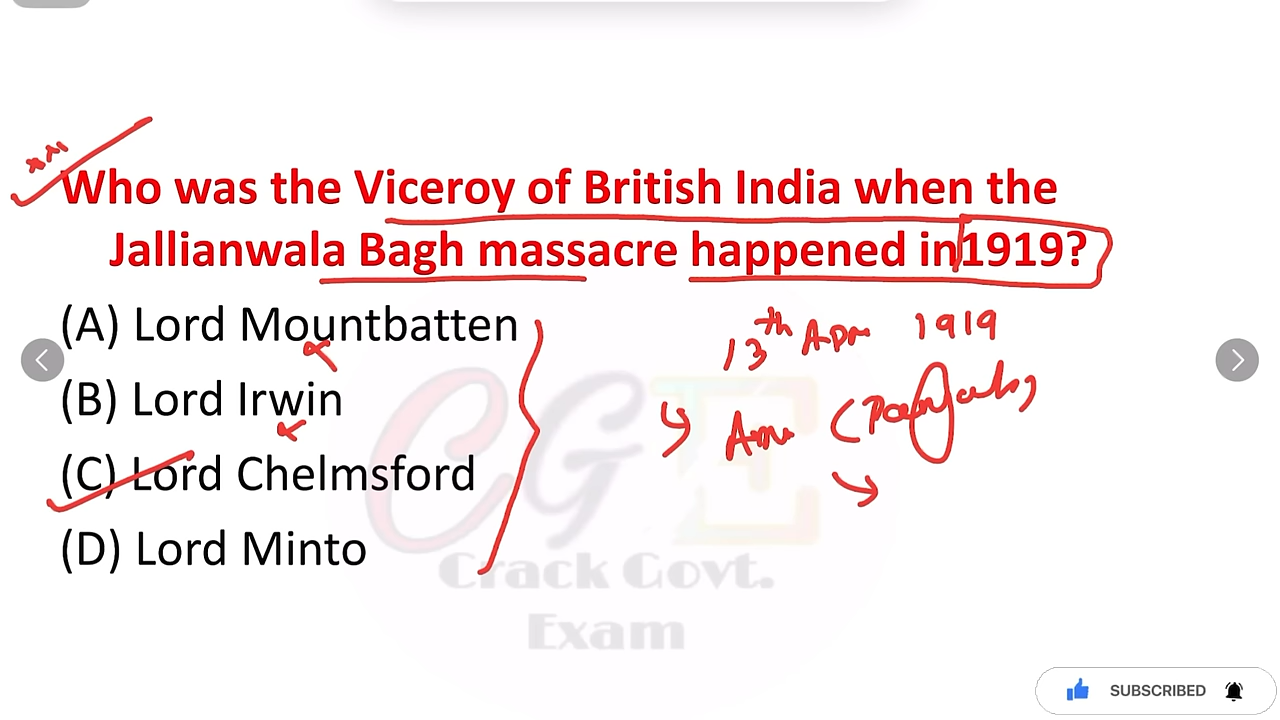 Who was the Viceroy of British India when the
Jallianwala Bagh massacre happened in 1919?
(A) Lord Mountbatten
(B) Lord Irwin
(C) Lord Chelmsford
(D) Lord Minto
13th Apr 1919
CGE
Crack Govt.
Exam
SUBSCRIBED